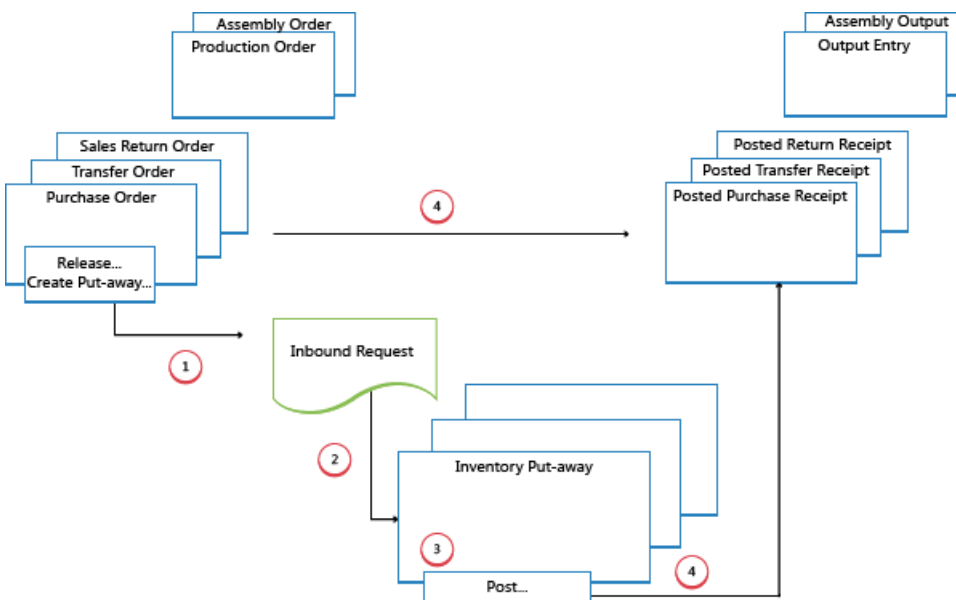 Assembly Order
Production Order
Assembly Output
Output Entry
Sales Return Order
Transfer Order
Purchase Order
Release...
Create Put-away...
4
Posted Return Receipt
Posted Transfer Receipt
Posted Purchase Receipt
1
Inbound Request
2
Inventory Put-away
3
Post...
4